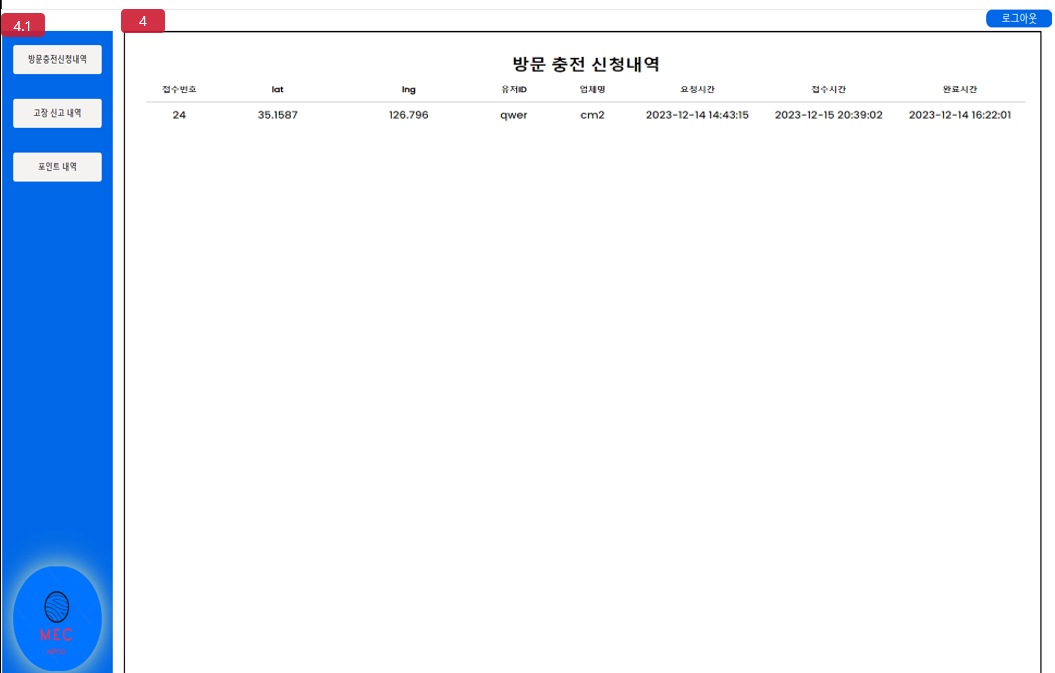 4.1
4
로그아웃
방문충전신청내역
고장 신고 내역
포인트 내역
방문 충전 신청내역
접수번호 lat lng 유저ID 업체명 요청시간 접수시간 완료시간
24 35.1587 126.796 qwer cm2 2023-12-14 14:43:15 2023-12-15 20:39:02 2023-12-14 16:22:01
MEC